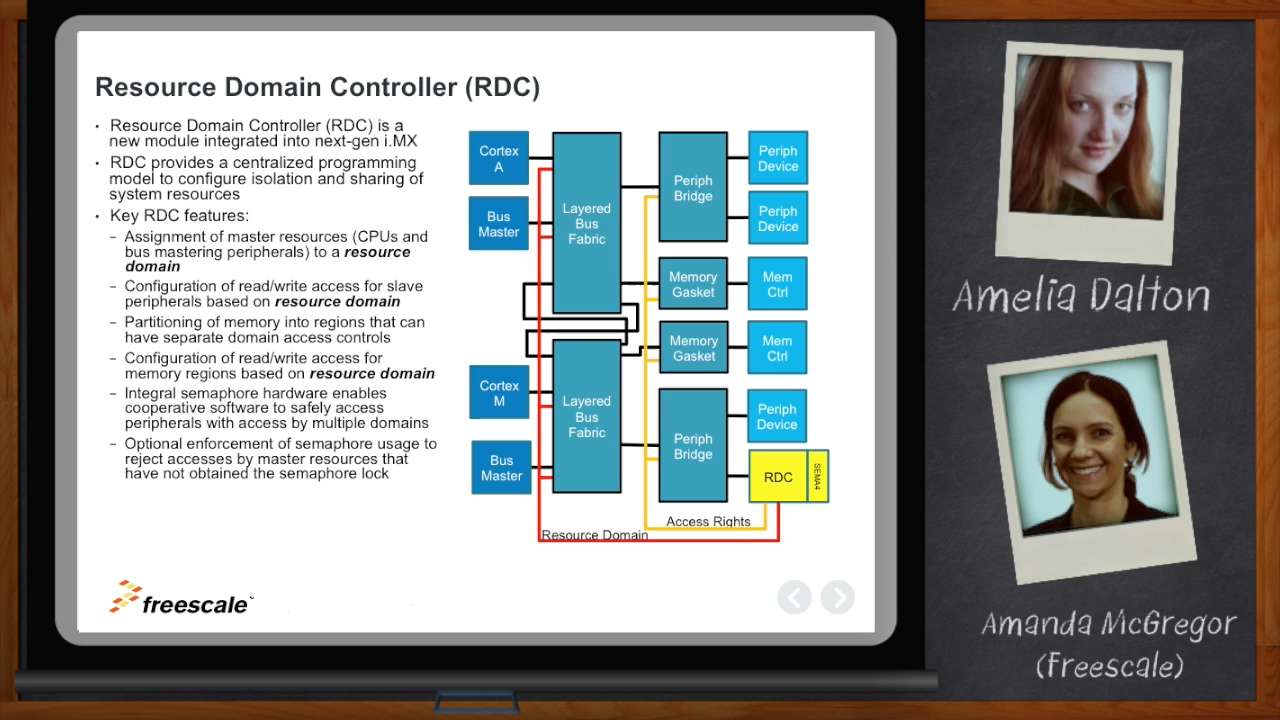 Resource Domain Controller (RDC)
• Resource Domain Controller (RDC) is a
new module integrated into next-gen i.MX
• RDC provides a centralized programming
model to configure isolation and sharing of
system resources
• Key RDC features:
– Assignment of master resources (CPUs and
bus mastering peripherals) to a resource
domain
– Configuration of read/write access for slave
peripherals based on resource domain
– Partitioning of memory into regions that can
have separate domain access controls
– Configuration of read/write access for
memory regions based on resource domain
– Integral semaphore hardware enables
cooperative software to safely access
peripherals with access by multiple domains
– Optional enforcement of semaphore usage to
reject accesses by master resources that
have not obtained the semaphore lock
Cortex
A
Bus
Master
Layered
Bus
Fabric
Periph
Bridge
Periph
Device
Periph
Device
Memory
Gasket
Mem
Ctrl
Memory
Gasket
Mem
Ctrl
Cortex
M
Bus
Master
Layered
Bus
Fabric
Periph
Bridge
Periph
Device
RDC
SEMA4
Access Rights
Resource Domain
freescale
Amelia Dalton
Amanda McGregor
(Freescale)